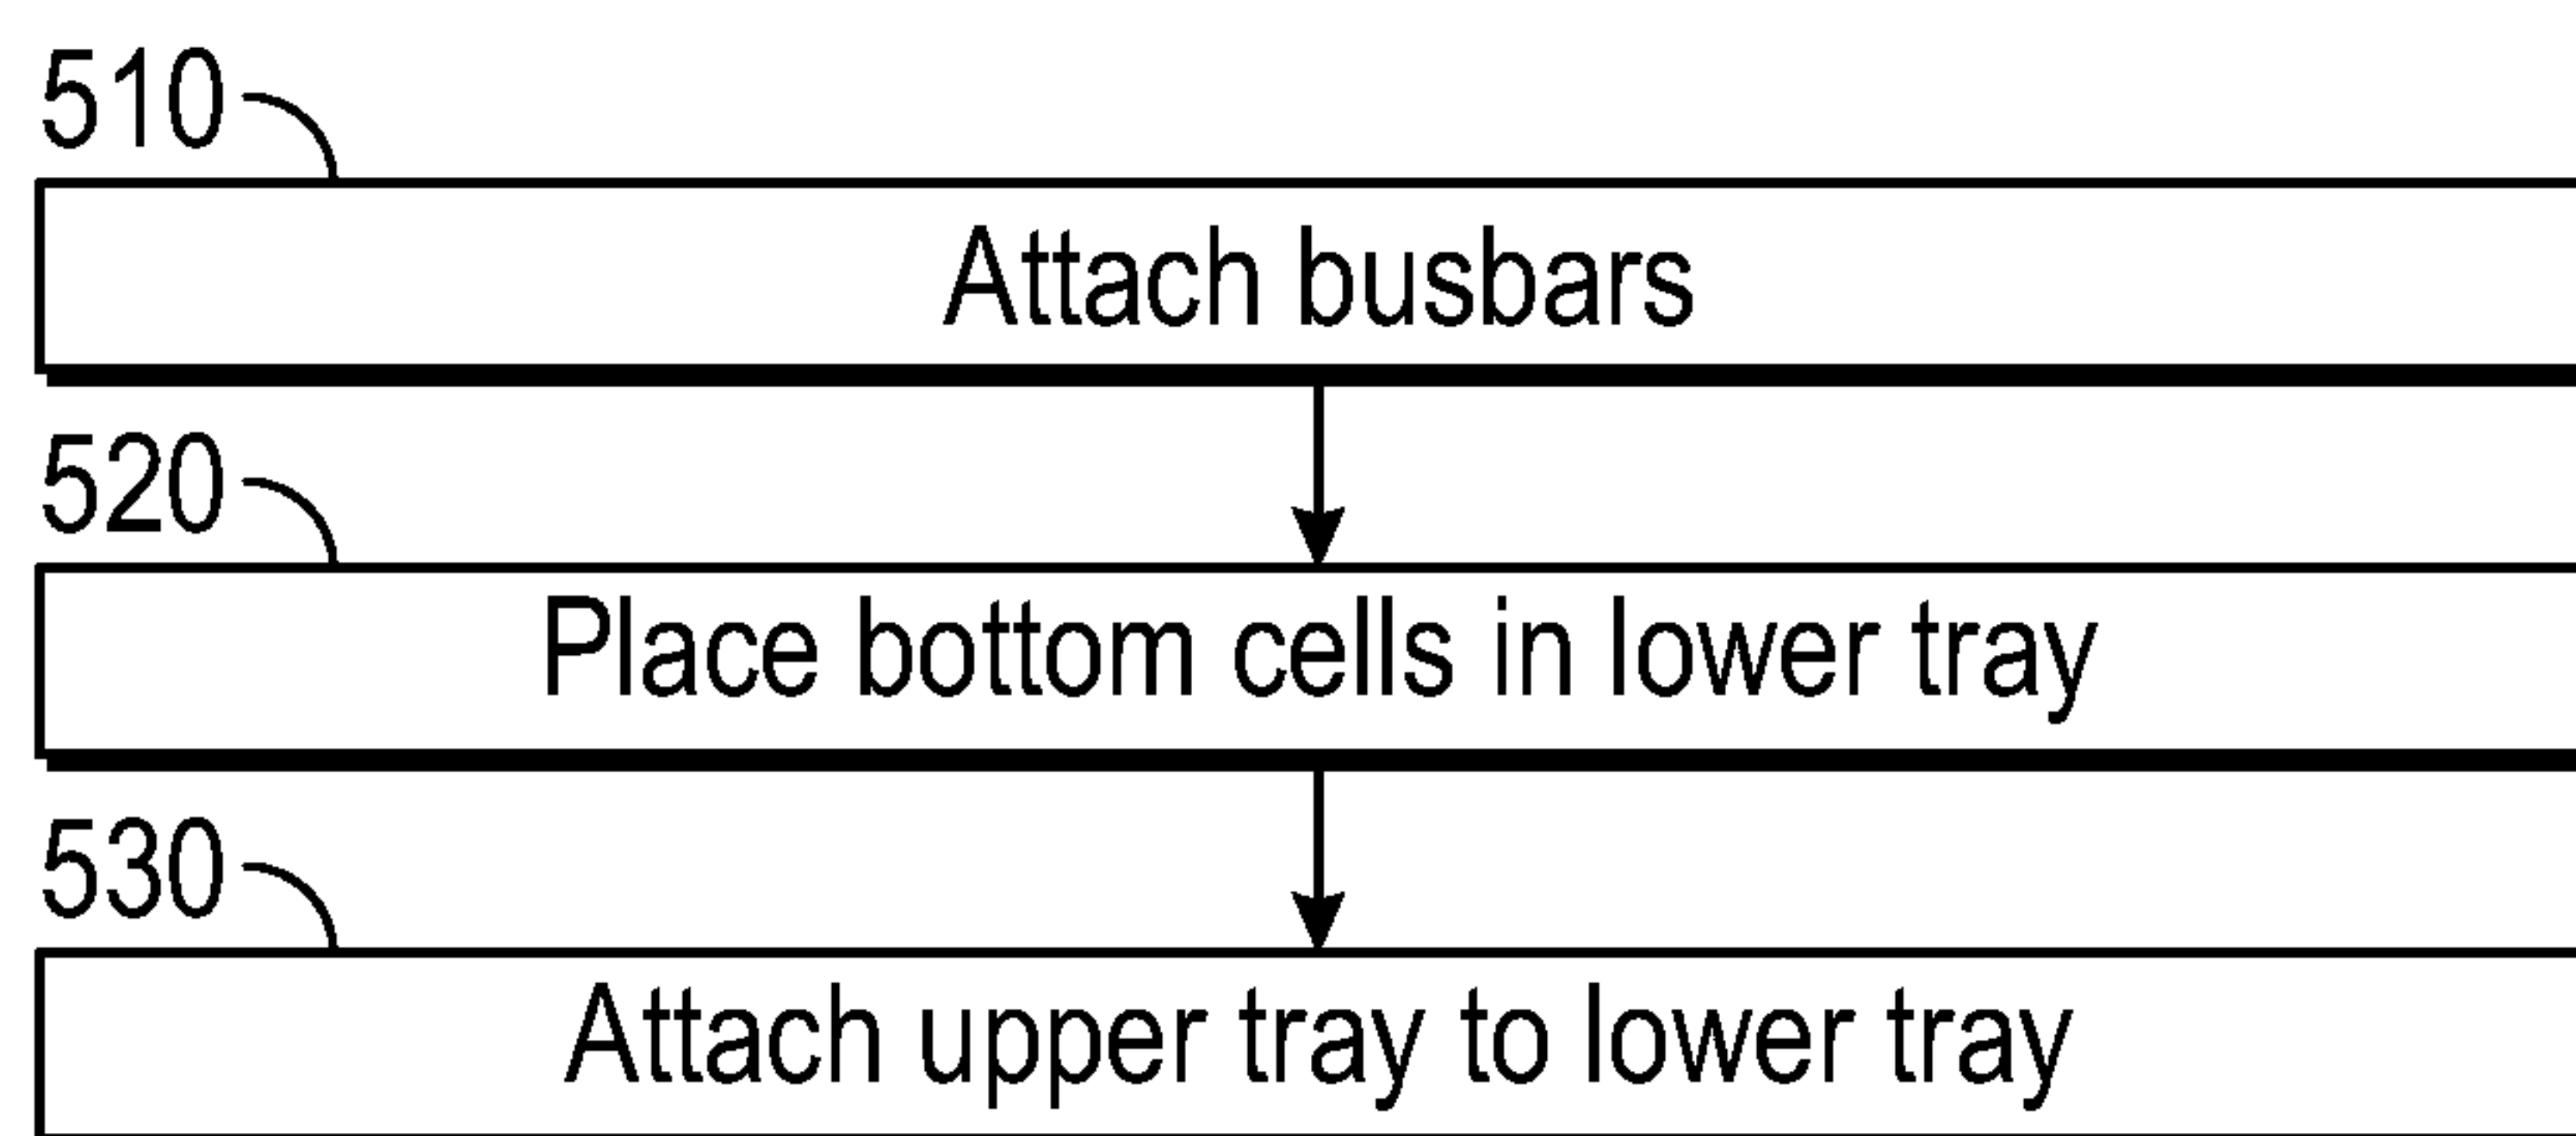 510
Attach busbars
520
Place bottom cells in lower tray
530
Attach upper tray to lower tray